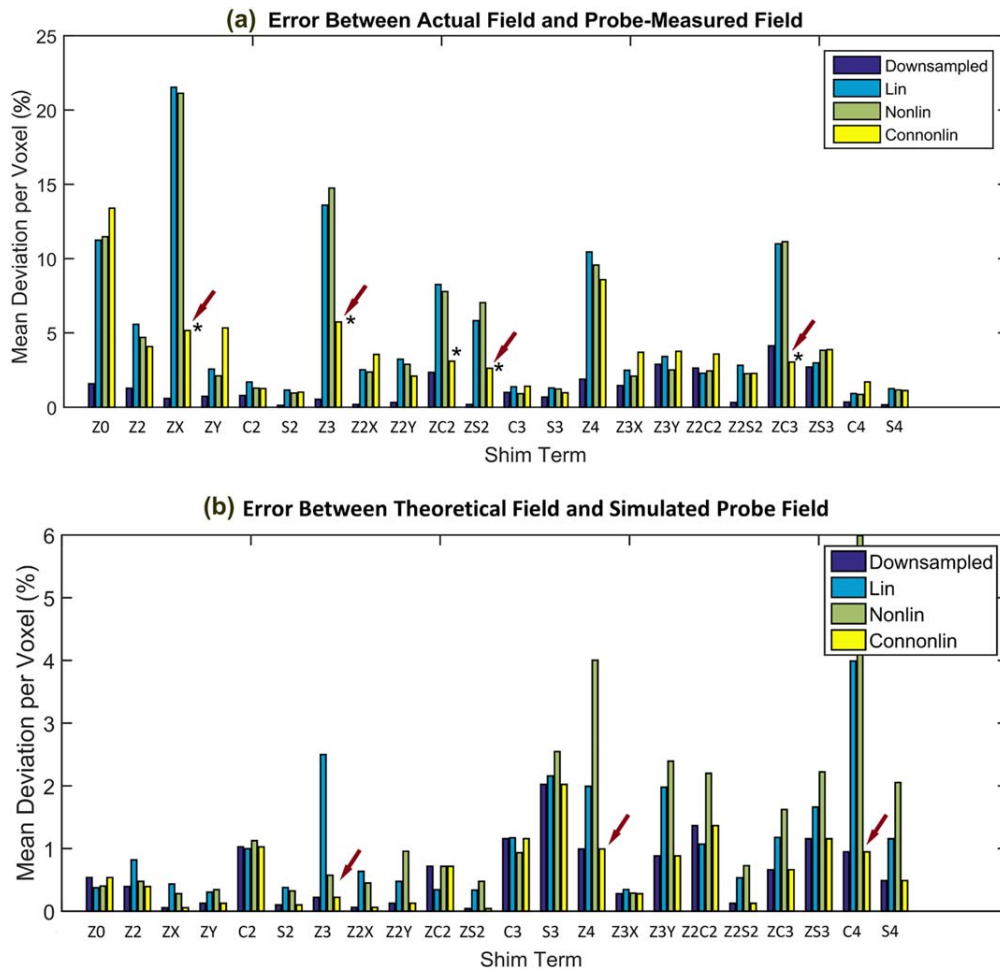 (a) Error Between Actual Field and Probe-Measured Field
Mean Deviation per Voxel (%)
25
20
15
10
5
0
Downsampled
Lin
Nonlin
Connonlin
* * * * *
Z0 Z2 ZX ZY C2 S2 Z3 Z2X Z2Y ZC2 ZS2 C3 S3 Z4 Z3X Z3Y Z2C2 Z2S2 ZC3 ZS3 C4 S4
Shim Term
(b) Error Between Theoretical Field and Simulated Probe Field
Mean Deviation per Voxel (%)
6
5
4
3
2
1
0
Downsampled
Lin
Nonlin
Connonlin
Z0 Z2 ZX ZY C2 S2 Z3 Z2X Z2Y ZC2 ZS2 C3 S3 Z4 Z3X Z3Y Z2C2 Z2S2 ZC3 ZS3 C4 S4
Shim Term